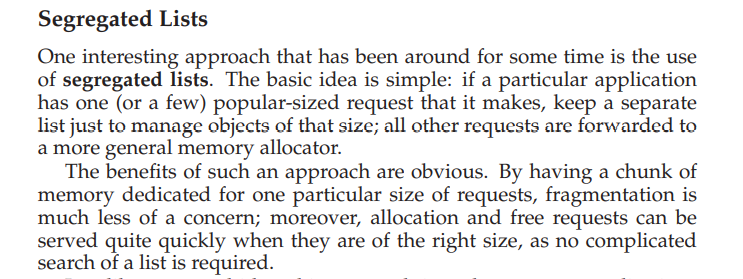 Segregated Lists
One interesting approach that has been around for some time is the use
of segregated lists. The basic idea is simple: if a particular application
has one (or a few) popular-sized request that it makes, keep a separate
list just to manage objects of that size; all other requests are forwarded to
a more general memory allocator.
The benefits of such an approach are obvious. By having a chunk of
memory dedicated for one particular size of requests, fragmentation is
much less of a concern; moreover, allocation and free requests can be
served quite quickly when they are of the right size, as no complicated
search of a list is required.